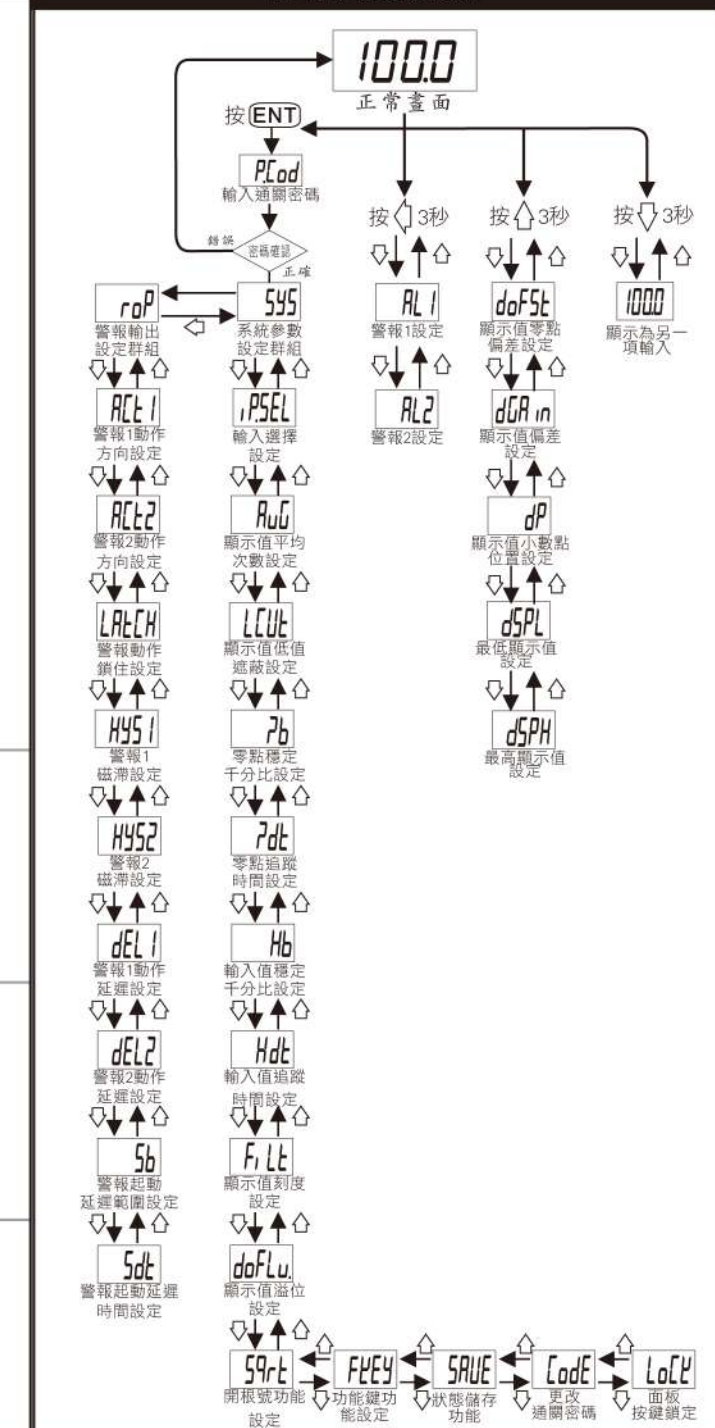 100.0
正常畫面
按 ENT
P.Cod
輸入通關密碼
錯誤
密碼確認
正確
roP
警報輸出
設定群組
ACt1
警報1動作
方向設定
ACt2
警報2動作
方向設定
LAtCH
警報動作
鎖住設定
HYS1
警報1
磁滯設定
HYS2
警報2
磁滯設定
dEL1
警報1動作
延遲設定
dEL2
警報2動作
延遲設定
Sb
警報起動
延遲範圍設定
Sdt
警報起動延遲
時間設定
SYS
系統參數
設定群組
iP.SEL
輸入選擇
設定
AvG
顯示值平均
次數設定
LCUt
顯示值低值
遮蔽設定
零點穩定
千分比設定
零點追蹤
時間設定
Hb
輸入值穩定
千分比設定
Hdt
輸入值追蹤
時間設定
FiLt
顯示值刻度
設定
doFLv.
顯示值溢位
設定
Sqrt
開根號功能
設定
FKEY
功能鍵功
能設定
SAVE
狀態儲存
功能
CodE
更改
通關密碼
LoCK
面板
按鍵鎖定
按 3秒
AL1
警報1設定
AL2
警報2設定
按 3秒
doFSt
顯示值零點
偏差設定
dGAin
顯示值偏差
設定
dP
顯示值小數點
位置設定
dSPL
最低顯示值
設定
dSPH
最高顯示值
設定
按 3秒
100.0
顯示為另一
項輸入